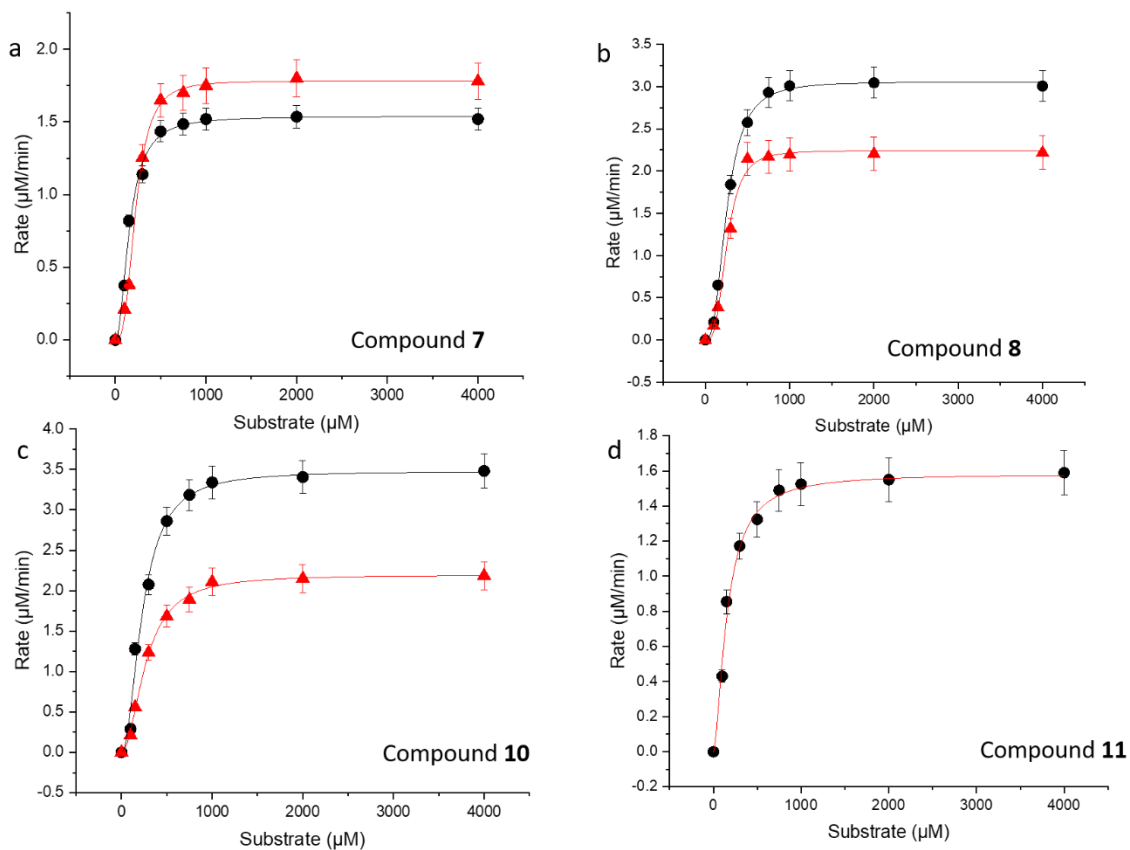 a
2.0
1.5
1.0
0.5
0.0
Rate (µM/min)
0 1000 2000 3000 4000
Substrate (µM)
Compound 7
b
3.5
3.0
2.5
2.0
1.5
1.0
0.5
0.0
-0.5
Rate (µM/min)
0 1000 2000 3000 4000
Substrate (µM)
Compound 8
c
4.0
3.5
3.0
2.5
2.0
1.5
1.0
0.5
0.0
-0.5
Rate (µM/min)
0 1000 2000 3000 4000
Substrate (µM)
Compound 10
d
1.8
1.6
1.4
1.2
1.0
0.8
0.6
0.4
0.2
0.0
-0.2
Rate (µM/min)
0 1000 2000 3000 4000
Substrate (µM)
Compound 11